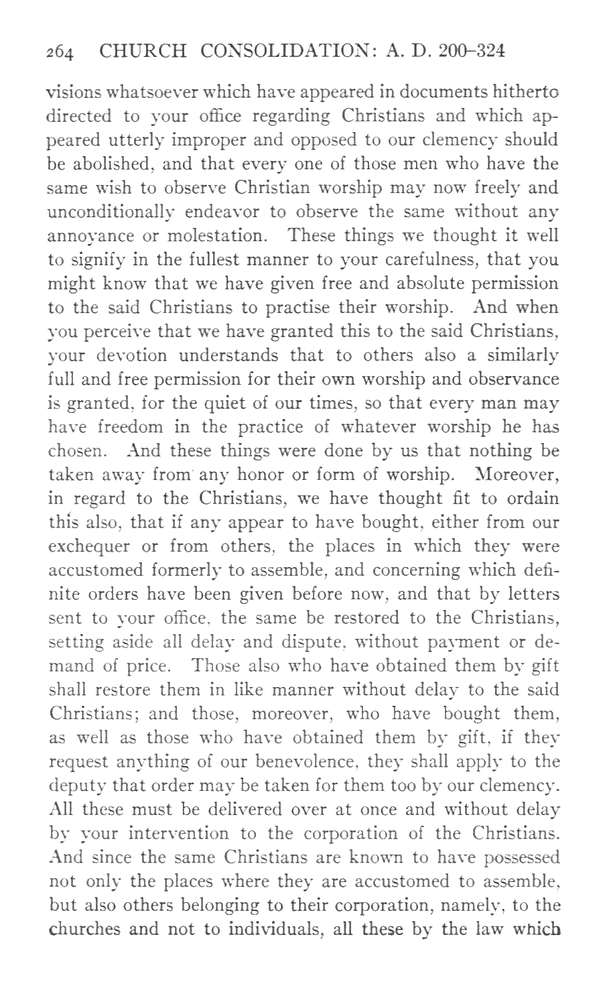 264 CHURCH CONSOLIDATION: A. D. 200–324
visions whatsoever which have appeared in documents hitherto
directed to your office regarding Christians and which ap-
peared utterly improper and opposed to our clemency should
be abolished, and that every one of those men who have the
same wish to observe Christian worship may now freely and
unconditionally endeavor to observe the same without any
annoyance or molestation. These things we thought it well
to signify in the fullest manner to your carefulness, that you
might know that we have given free and absolute permission
to the said Christians to practise their worship. And when
you perceive that we have granted this to the said Christians,
your devotion understands that to others also a similarly
full and free permission for their own worship and observance
is granted, for the quiet of our times, so that every man may
have freedom in the practice of whatever worship he has
chosen. And these things were done by us that nothing be
taken away from any honor or form of worship. Moreover,
in regard to the Christians, we have thought fit to ordain
this also, that if any appear to have bought, either from our
exchequer or from others, the places in which they were
accustomed formerly to assemble, and concerning which defi-
nite orders have been given before now, and that by letters
sent to your office, the same be restored to the Christians,
setting aside all delay and dispute, without payment or de-
mand of price. Those also who have obtained them by gift
shall restore them in like manner without delay to the said
Christians; and those, moreover, who have bought them,
as well as those who have obtained them by gift, if they
request anything of our benevolence, they shall apply to the
deputy that order may be taken for them too by our clemency.
All these must be delivered over at once and without delay
by your intervention to the corporation of the Christians.
And since the same Christians are known to have possessed
not only the places where they are accustomed to assemble,
but also others belonging to their corporation, namely, to the
churches and not to individuals, all these by the law which